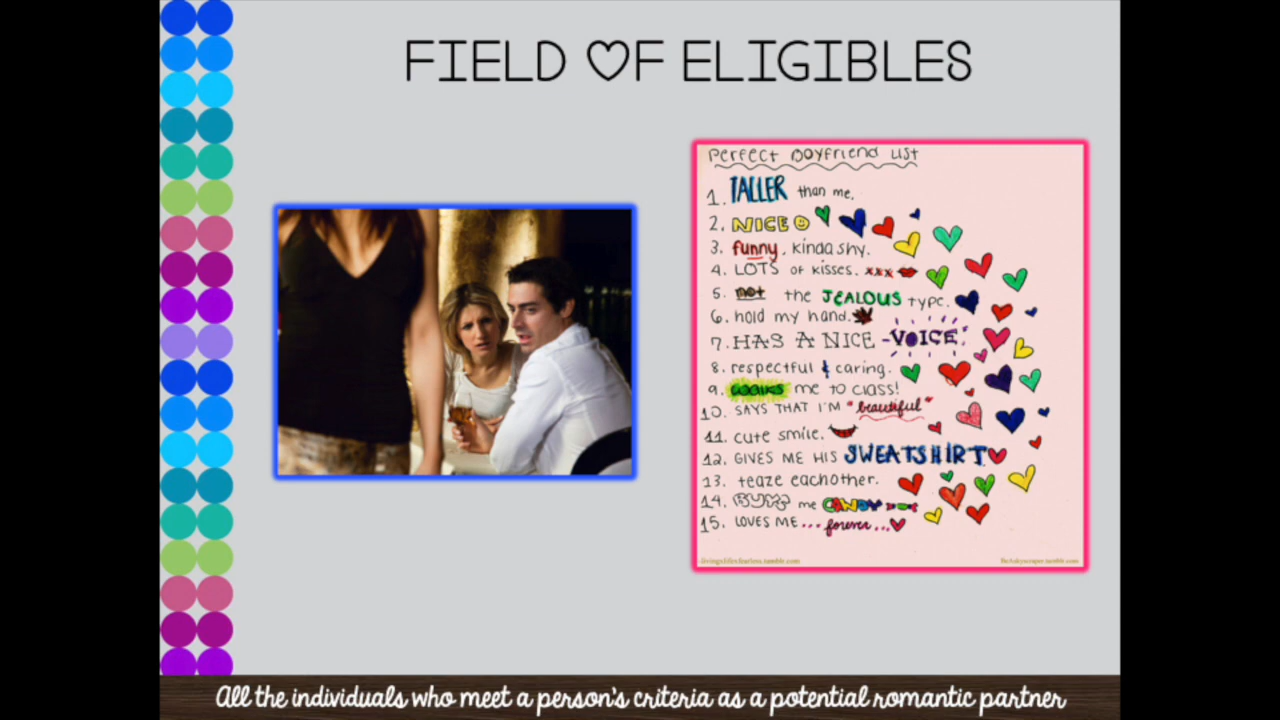 FIELD OF ELIGIBLES
Perfect Boyfriend List
1. TALLER than me.
2. NICE
3. funny, kinda shy.
4. LOTS of kisses. xxx
5. not the JEALOUS type.
6. hold my hand.
7. HAS A NICE -VOICE-
8. respectful & caring.
9. walks me to class!
10. SAYS THAT I'M "beautiful"
11. cute smile.
12. GIVES ME HIS SWEATSHIRT
13. teaze eachother.
14. BUYS me CANDY
15. LOVES ME... forever...
All the individuals who meet a person's criteria as a potential romantic partner